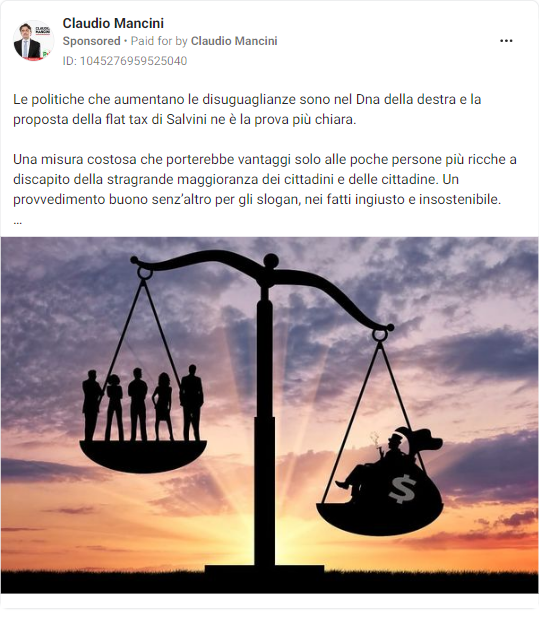 Claudio Mancini
Sponsored • Paid for by Claudio Mancini
ID: 1045276959525040
Le politiche che aumentano le disuguaglianze sono nel Dna della destra e la
proposta della flat tax di Salvini ne è la prova più chiara.
Una misura costosa che porterebbe vantaggi solo alle poche persone più ricche a
discapito della stragrande maggioranza dei cittadini e delle cittadine. Un
provvedimento buono senz’altro per gli slogan, nei fatti ingiusto e insostenibile.
...
$